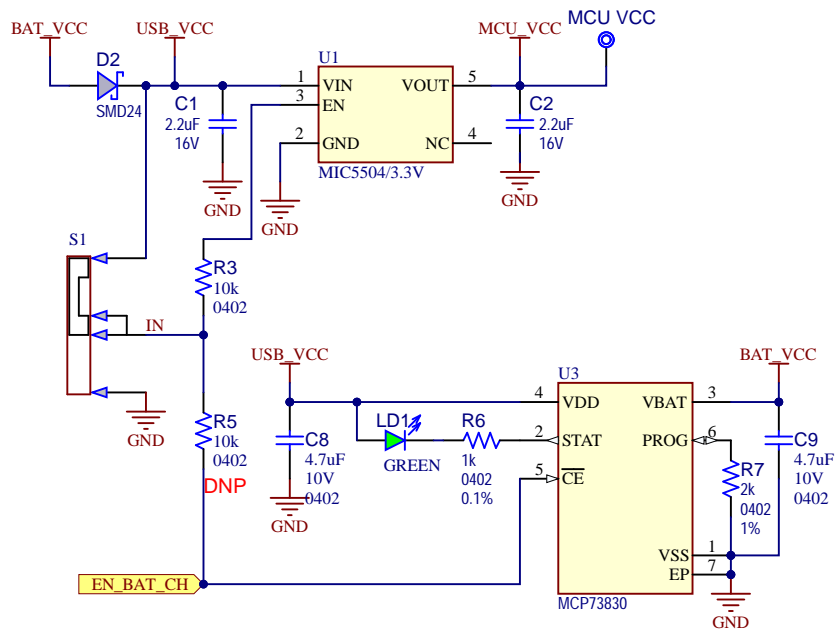 BAT_VCC
USB_VCC
MCU_VCC
MCU VCC
D2
SMD24
U1
1
VIN
VOUT
5
3
EN
2
GND
NC
4
MIC5504/3.3V
C1
2.2uF
16V
GND
GND
C2
2.2uF
16V
GND
S1
IN
GND
R3
10k
0402
R5
10k
0402
DNP
EN_BAT_CH
USB_VCC
C8
4.7uF
10V
0402
GND
LD1
GREEN
R6
1k
0402
0.1%
U3
4
VDD
VBAT
3
2
STAT
PROG
6
5
CE
VSS
1
EP
7
MCP73830
BAT_VCC
C9
4.7uF
10V
0402
R7
2k
0402
1%
GND